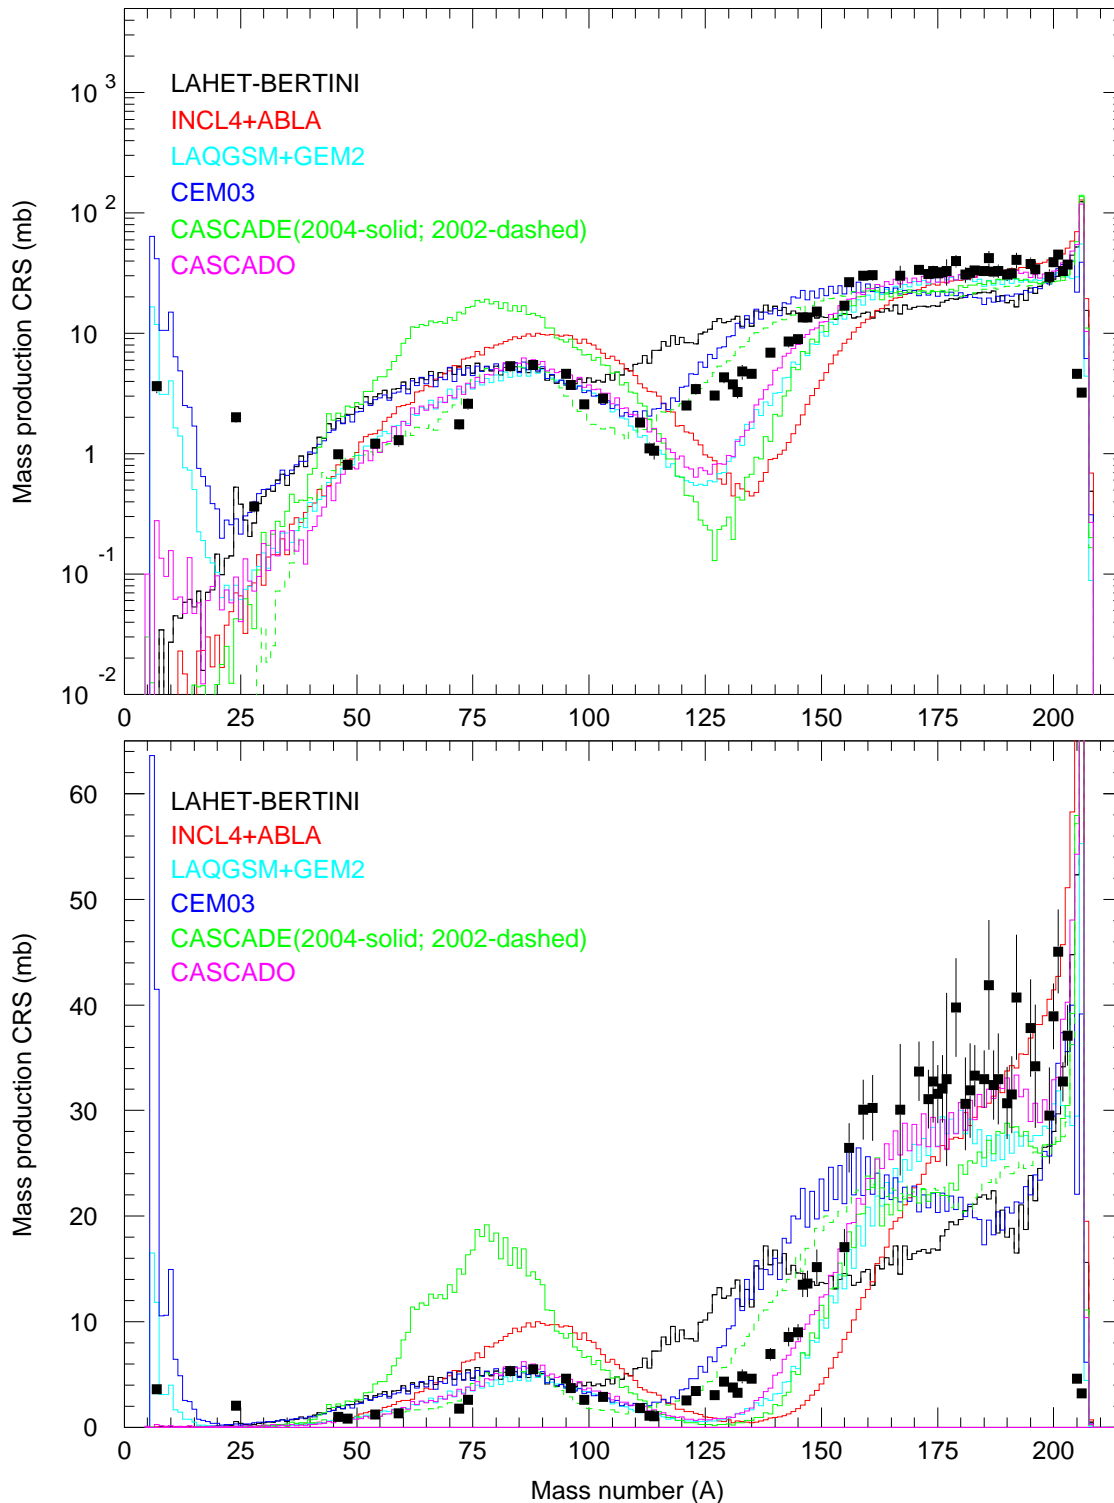 10 3
10 2
10
1
10 -1
10 -2
Mass production CRS (mb)
LAHET-BERTINI
INCL4+ABLA
LAQGSM+GEM2
CEM03
CASCADE(2004-solid; 2002-dashed)
CASCADO
0 25 50 75 100 125 150 175 200
60
50
40
30
20
10
0
Mass production CRS (mb)
LAHET-BERTINI
INCL4+ABLA
LAQGSM+GEM2
CEM03
CASCADE(2004-solid; 2002-dashed)
CASCADO
0 25 50 75 100 125 150 175 200
Mass number (A)